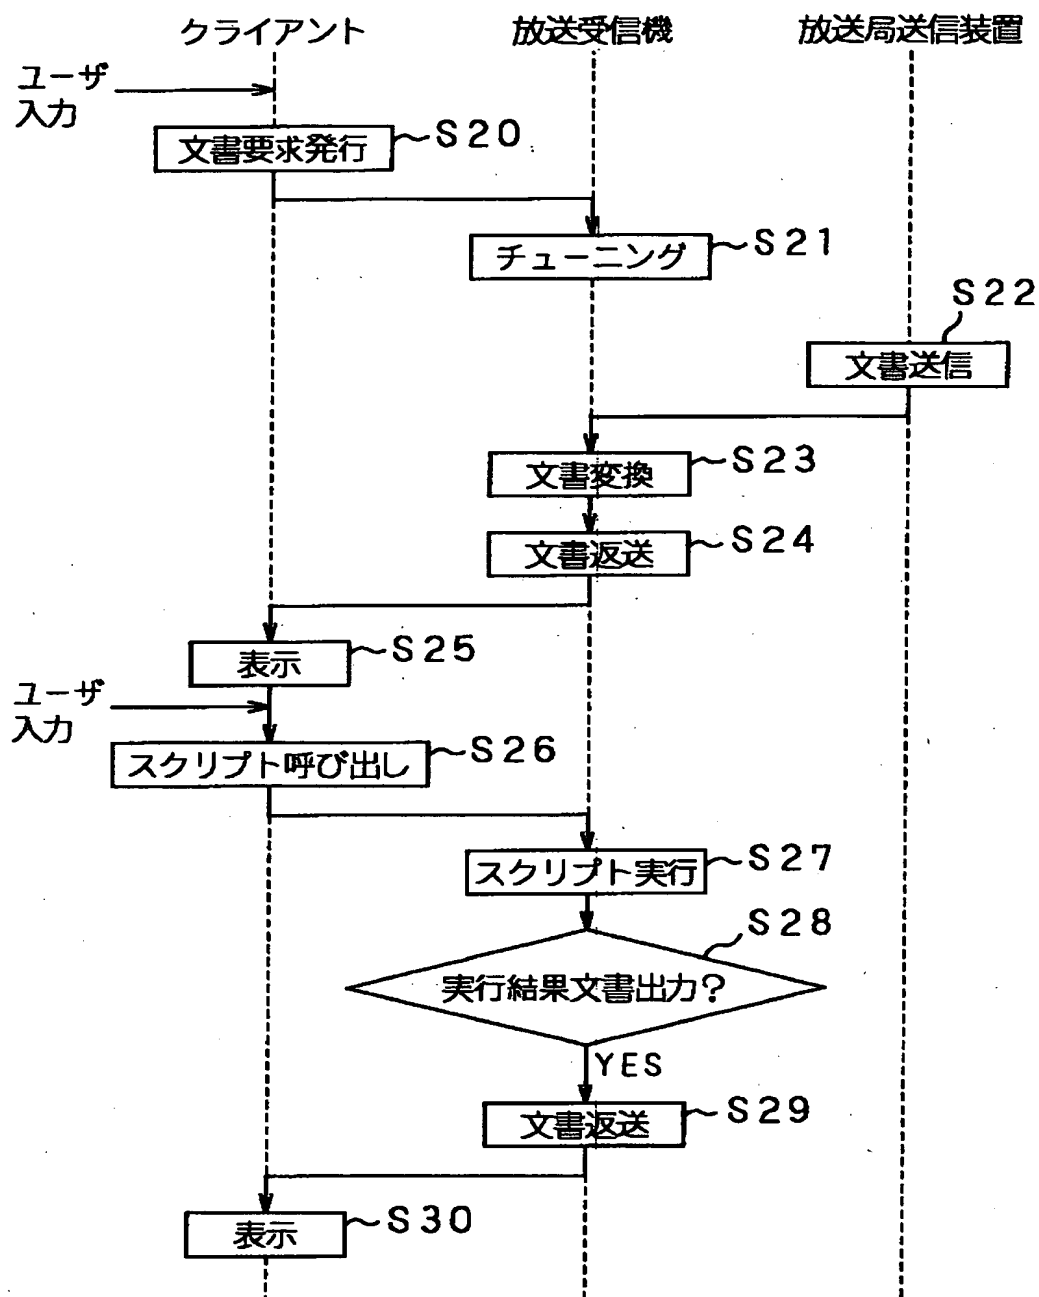 クライアント 放送受信機 放送局送信装置
ユーザ
入力
文書要求発行 S20
チューニング S21
S22
文書送信
文書変換 S23
文書返送 S24
表示 S25
ユーザ
入力
スクリプト呼び出し S26
スクリプト実行 S27
S28
実行結果文書出力?
YES
文書返送 S29
表示 S30